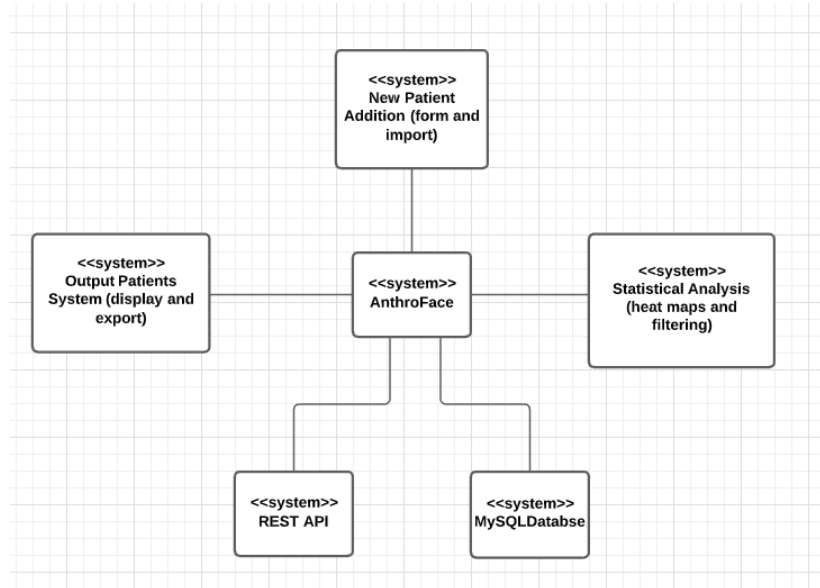 <<system>>
New Patient
Addition (form and
import)
<<system>>
Output Patients
System (display and
export)
<<system>>
AnthroFace
<<system>>
Statistical Analysis
(heat maps and
filtering)
<<system>>
REST API
<<system>>
MySQLDatabse